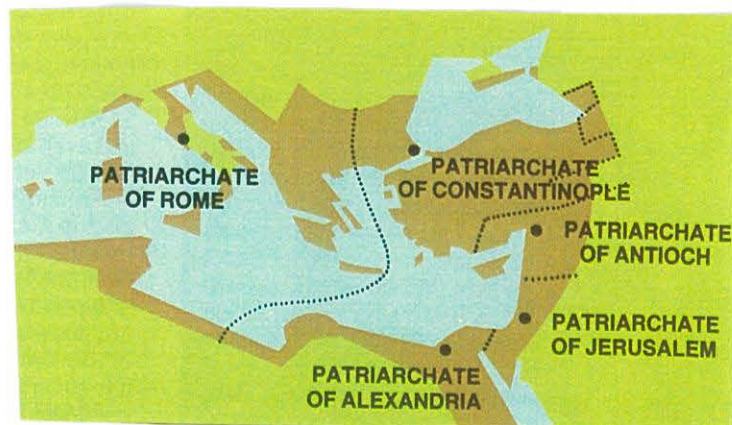 PATRIARCHATE
OF ROME
PATRIARCHATE
OF CONSTANTINOPLE
PATRIARCHATE
OF ANTIOCH
PATRIARCHATE
OF JERUSALEM
PATRIARCHATE
OF ALEXANDRIA